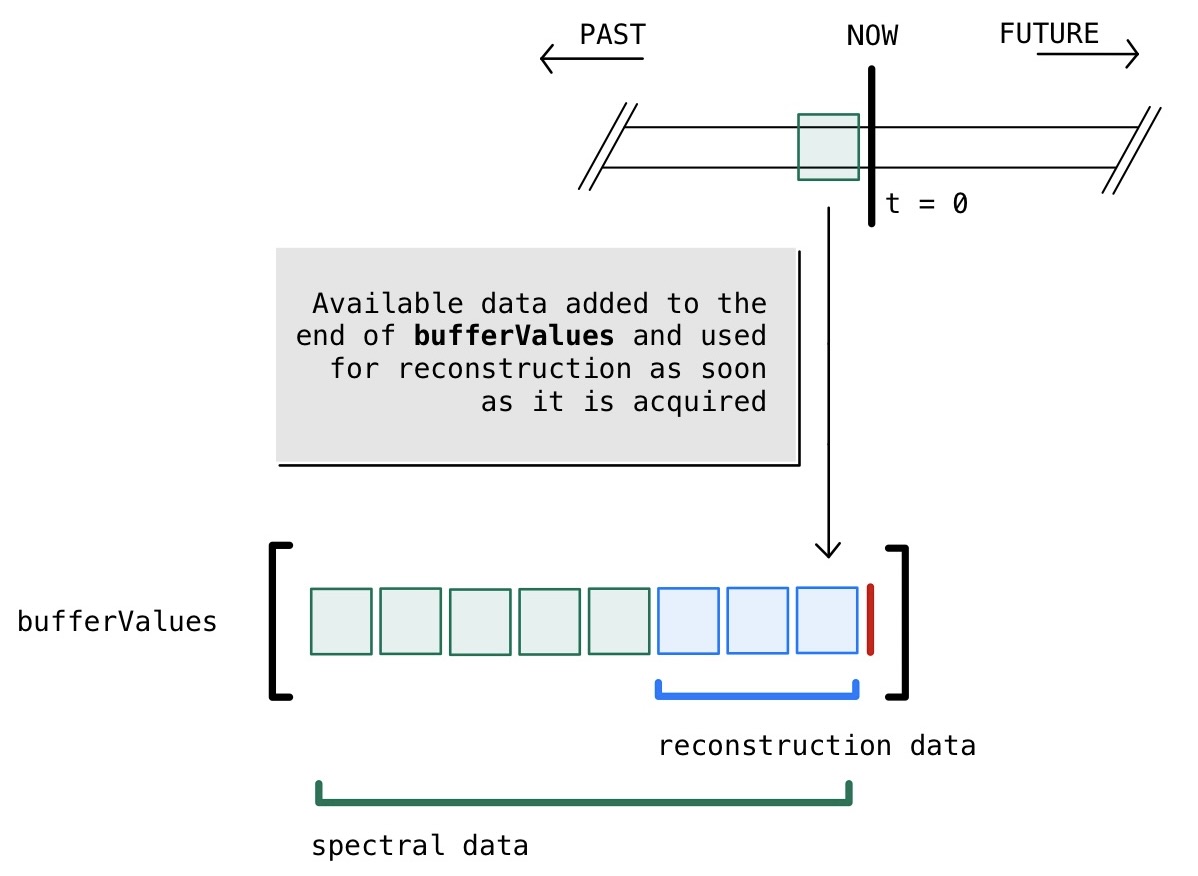 PAST
NOW
FUTURE
t = 0
Available data added to the
end of bufferValues and used
for reconstruction as soon
as it is acquired
bufferValues
reconstruction data
spectral data